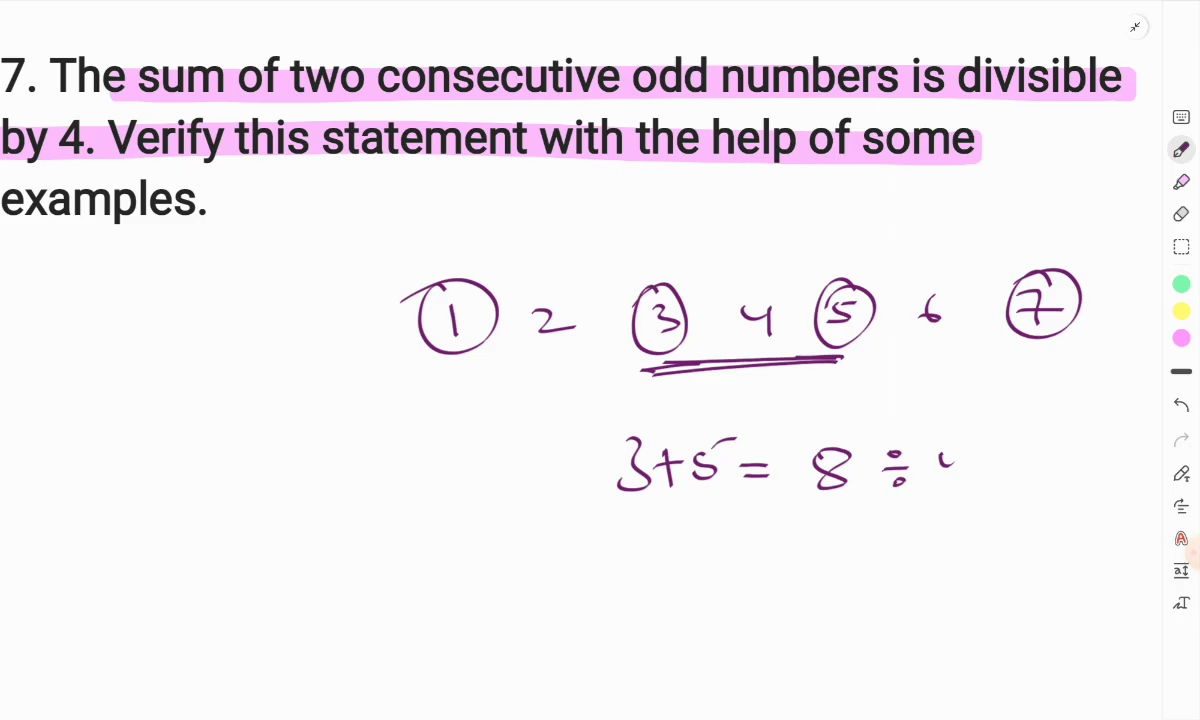 7. The sum of two consecutive odd numbers is divisible
by 4. Verify this statement with the help of some
examples.
1 2 3 4 5 6 7
3+5= 8 ÷